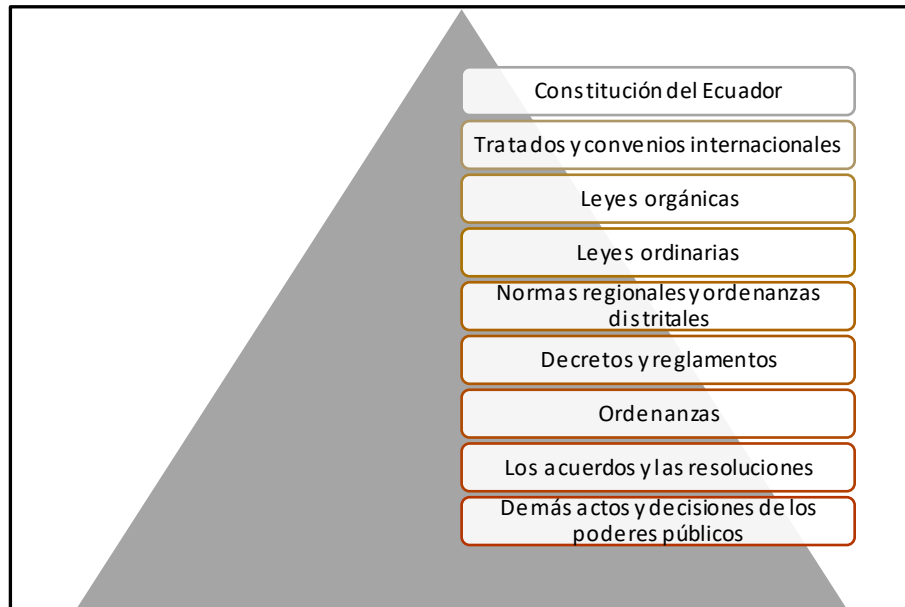 Constitución del Ecuador
Tratados y convenios internacionales
Leyes orgánicas
Leyes ordinarias
Normas regionales y ordenanzas
distritales
Decretos y reglamentos
Ordenanzas
Los acuerdos y las resoluciones
Demás actos y decisiones de los
poderes públicos